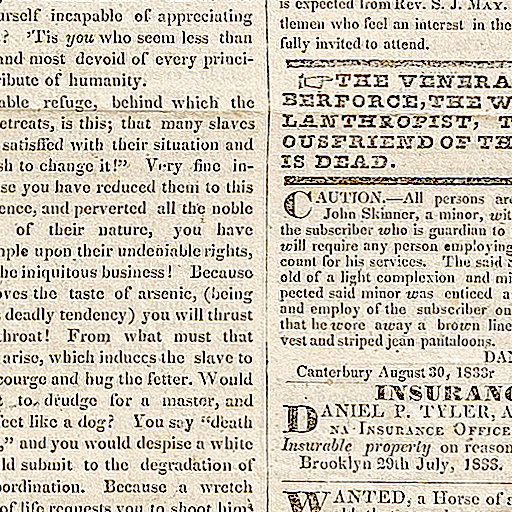 urself incapable of appreciating
? 'Tis you who seem less than
and most devoid of every princi-
ribute of humanity.
able refuge, behind which the
etreats, is this; that many slaves
satisfied with their situation and
sh to change it!" Very fine in-
se you have reduced them to this
ence, and perverted all the noble
of their nature, you have
mple upon their undeniable rights,
he iniquitous business! Because
oves the taste of arsenic, (being
deadly tendency) you will thrust
throat! From what must that
arise, which induces the slave to
courge and hug the fetter. Would
to drudge for a master, and
feet like a dog? You say "death
," and you would despise a white
ld submit to the degradation of
ordination. Because a wretch
of life requests you to shoot him,
is expected from Rev. S. J. MAY.
tlemen who feel an interest in the
fully invited to attend.
☞THE VENERA
BERFORCE, THE W
LANTHROPIST, T
OUS FRIEND OF TH
IS DEAD.
CAUTION.—All persons are
John Skinner, a minor, wit
the subscriber who is guardian to
will require any person employing
count for his services. The said S
old of a light complexion and mi
pected said minor was enticed a
and employ of the subscriber on
that he wore away a brown line
vest and striped jean pantaloons.
DAN
Canterbury August 30, 1833r
INSURANC
DANIEL P. TYLER, A
NA INSURANCE OFFICE
Insurable property on reason
Brooklyn 29th July, 1833.
WANTED, a Horse of a